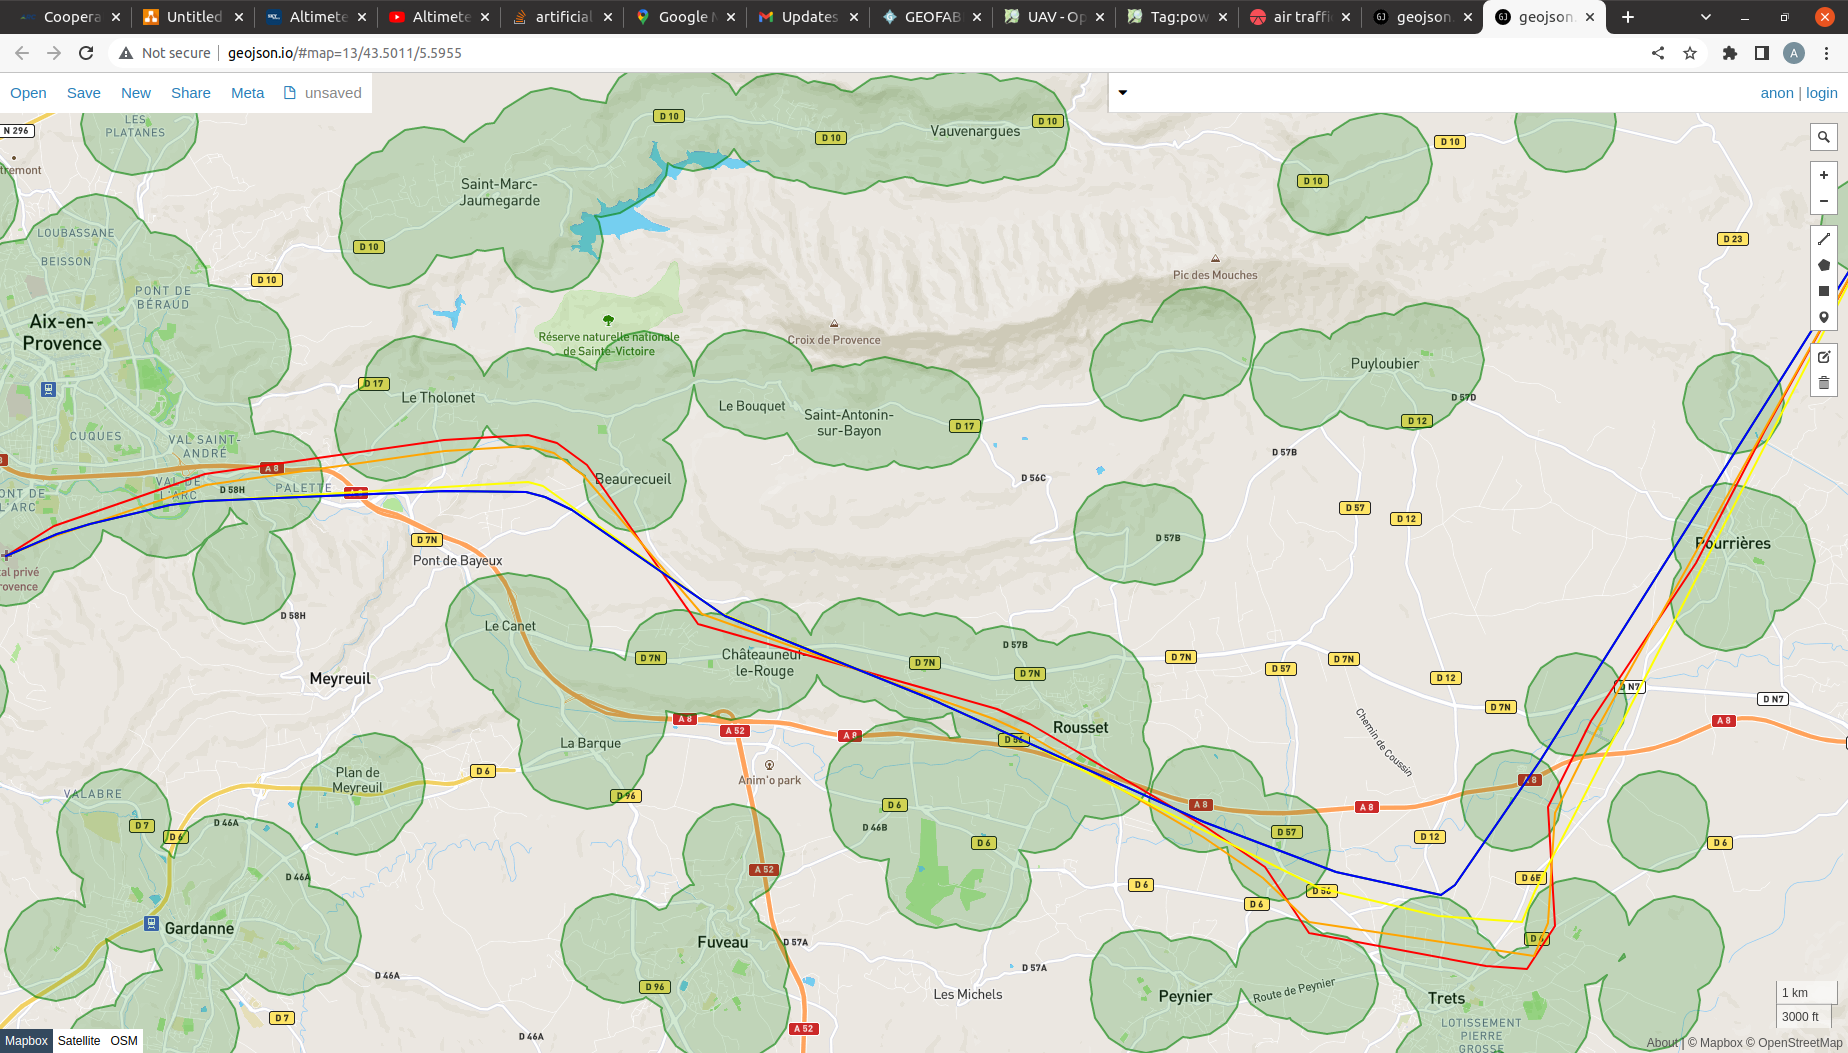 Coopera
Untitled
Altimete
Altimete
artificial
Google M
Updates
GEOFAB
UAV - Op
Tag:pow
air traffi
geojson.
geojson.
Not secure
geojson.io/#map=13/43.5011/5.5955
A
Open
Save
New
Share
Meta
unsaved
anon | login
LES
PLATANES
N 296
tremont
D 10
D 10
Vauvenargues
D 10
D 10
D 10
Saint-Marc-
Jaumegarde
D 10
D 10
LOUBASSANE
BEISSON
D 23
Pic des Mouches
PONT DE
BÉRAUD
Aix-en-
Provence
Réserve naturelle nationale
de Sainte-Victoire
Croix de Provence
Puyloubier
D 17
Le Tholonet
Le Bouquet
Saint-Antonin-
sur-Bayon
D 17
D 57D
D 12
CUQUES
VAL SAINT-
ANDRÉ
D 57B
A 8
Beaurecueil
D 56C
VAL DE
L'ARC
D 58H
PALETTE
ONT DE
L'ARC
D 57
D 12
D 7N
D 57B
Pourrières
Pont de Bayeux
tal privé
rovence
D 58H
Le Canet
D 7N
Châteauneuf-
le-Rouge
D 7N
D 57B
D 7N
D 7N
D 57
D 7N
D 12
D N7
D N7
Meyreuil
D 7N
A 8
A 52
A 8
D 56
Rousset
A 8
Chemin de Coussin
La Barque
Anim'o park
Plan de
Meyreuil
D 6
A 8
VALABRE
D 96
D 6
A 8
A 8
D 7
D 6
D 46A
D 46B
D 6
D 57
D 12
D 6
D 46A
A 52
D 6
D 56
D 6E
D 6
Gardanne
Fuveau
D 57A
D 6
D 46A
D 96
D 57A
Les Michels
Peynier
Route de Peynier
Trets
D 7
D 46A
A 52
LOTISSEMENT
PIERRE
GROSSE
1 km
3000 ft
Mapbox
Satellite
OSM
About | © Mapbox © OpenStreetMap